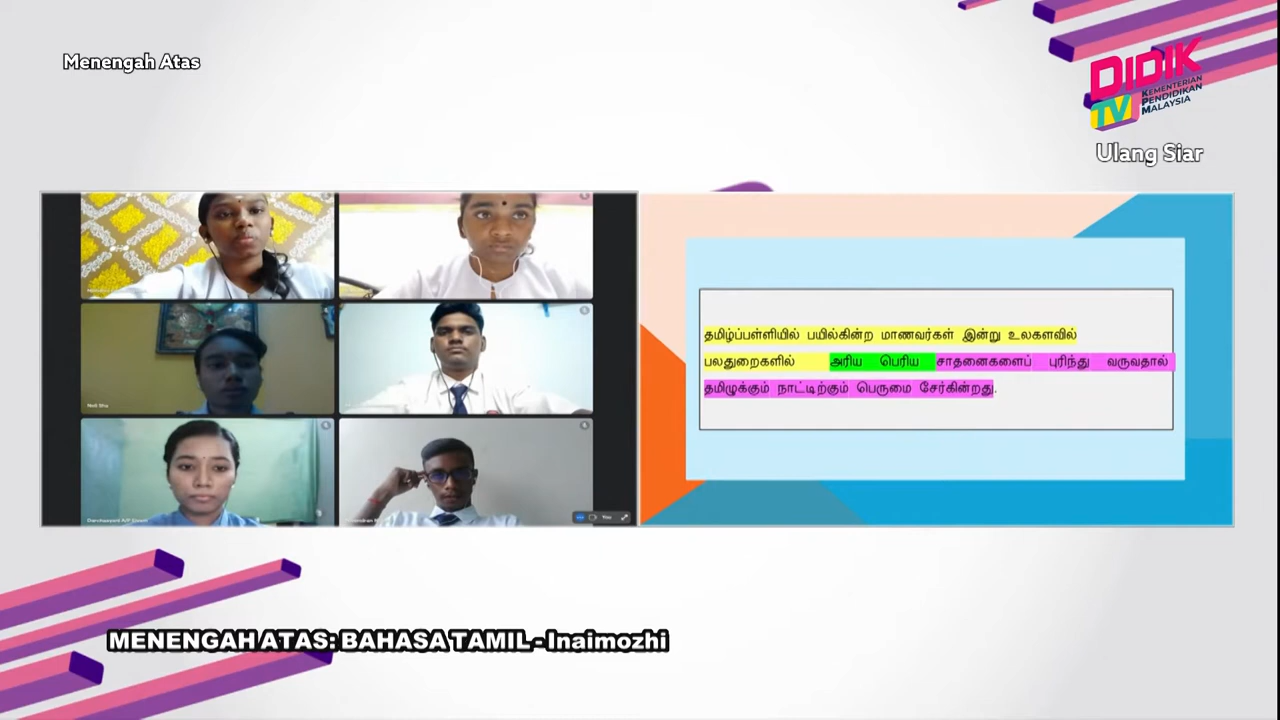 Menengah Atas
DIDIK
TV
KEMENTERIAN
PENDIDIKAN
MALAYSIA
Ulang Siar
தமிழ்ப்பள்ளியில் பயில்கின்ற மாணவர்கள் இன்று உலகளவில்
பலதுறைகளில் அரிய பெரிய சாதனைகளைப் புரிந்து வருவதால்
தமிழுக்கும் நாட்டிற்கும் பெருமை சேர்கின்றது.
You
MENENGAH ATAS: BAHASA TAMIL - Inaimozhi